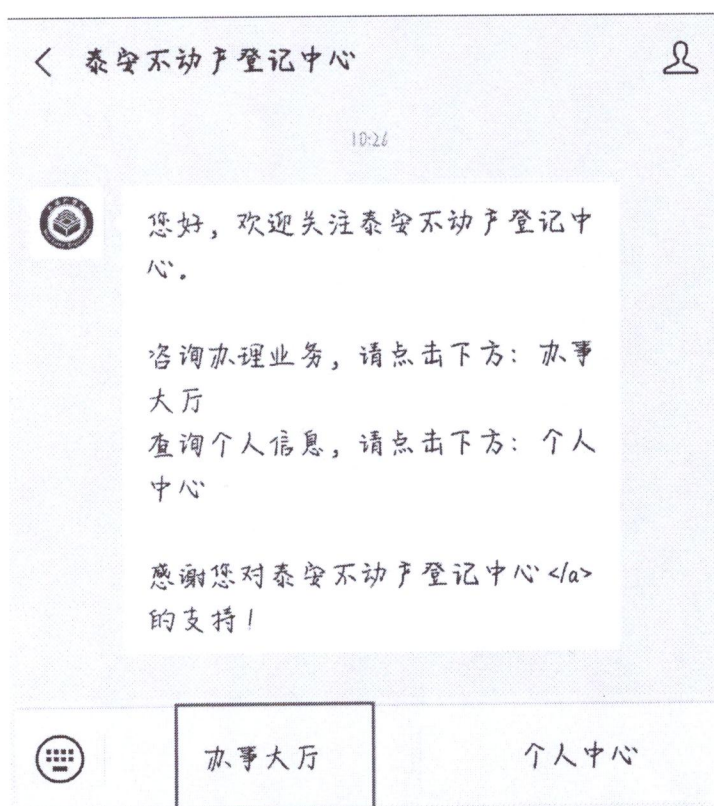 泰安不动产登记中心
10:26
您好，欢迎关注泰安不动产登记中
心。
咨询办理业务，请点击下方：办事
大厅
查询个人信息，请点击下方：个人
中心
感谢您对泰安不动产登记中心</a>
的支持！
办事大厅
个人中心